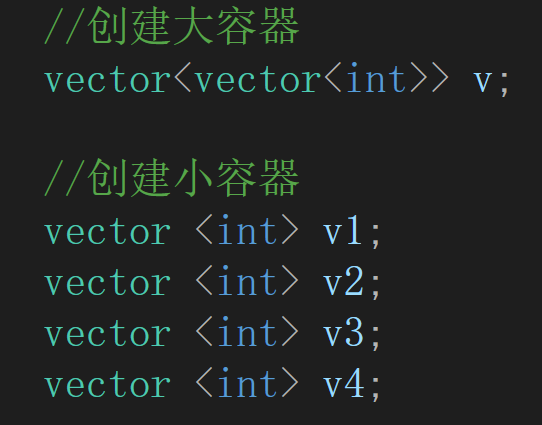 //创建大容器
vector<vector<int>> v;
//创建小容器
vector <int> v1;
vector <int> v2;
vector <int> v3;
vector <int> v4;